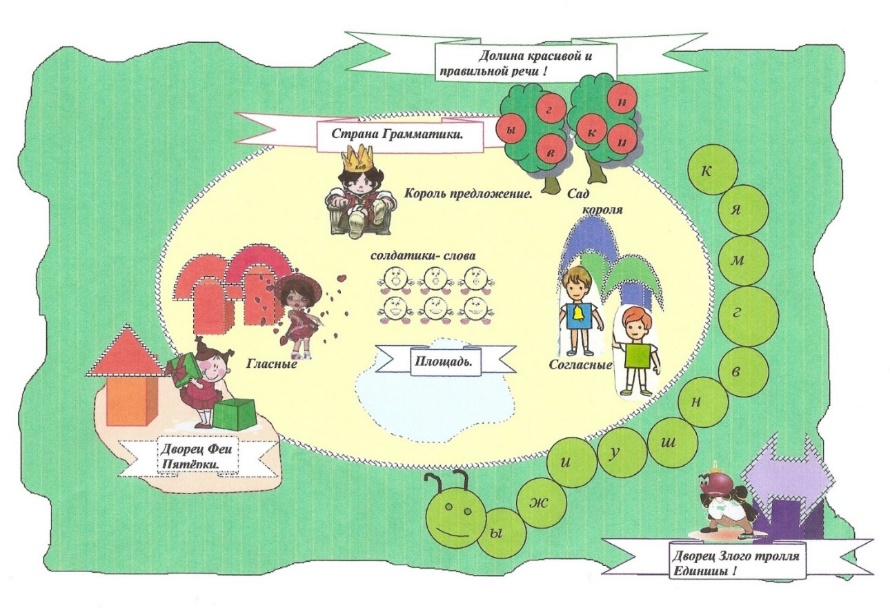 Долина красивой и
правильной речи !
Страна Грамматики.
ы
г
в
к
н
и
Король предложение.
Сад
короля
солдатики- слова
Гласные
Площадь.
Согласные
Дворец Феи
Пятёрки.
к
я
м
г
в
н
ш
у
и
ж
ы
Дворец Злого тролля
Единицы !